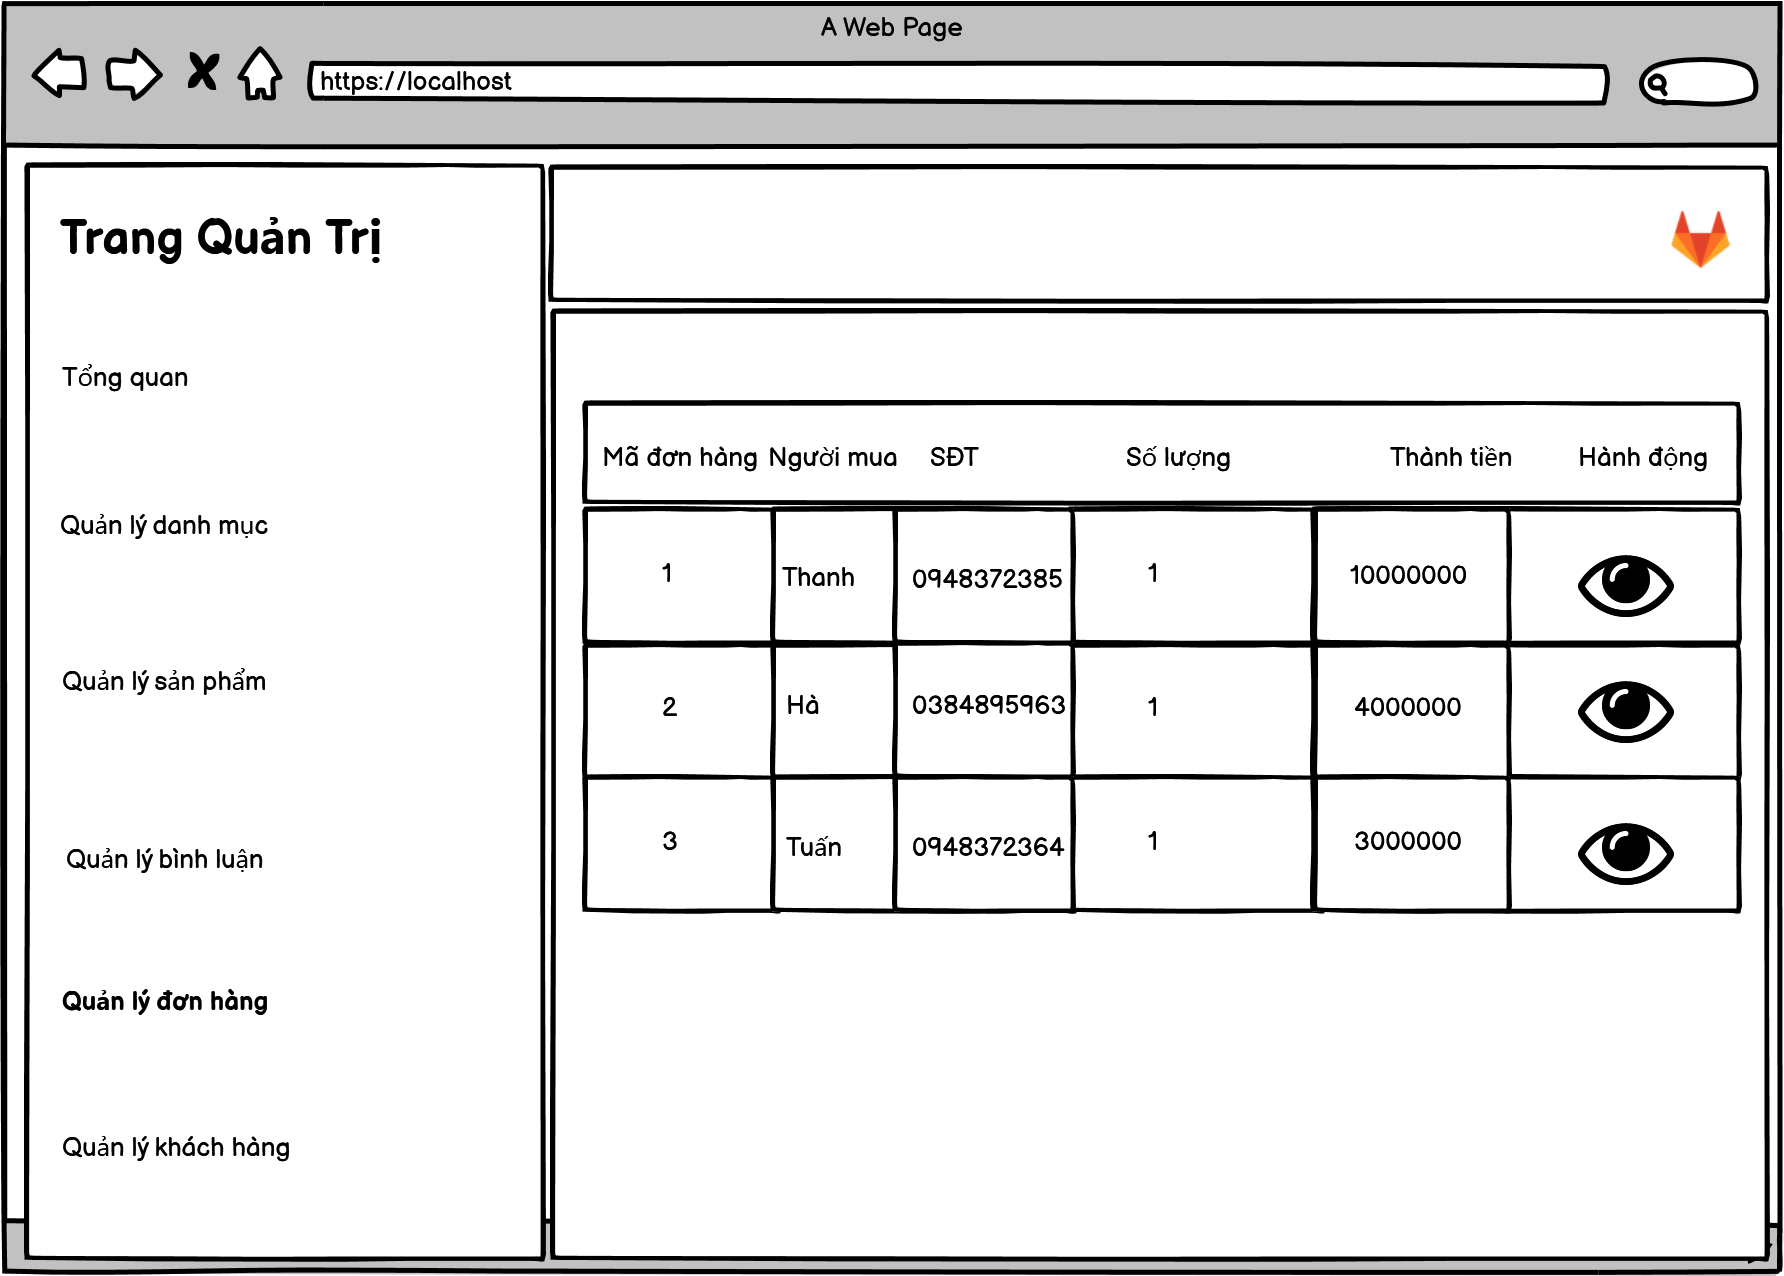 A Web Page
https://localhost
Trang Quản Trị
Tổng quan
Quản lý danh mục
Quản lý sản phẩm
Quản lý bình luận
Quản lý đơn hàng
Quản lý khách hàng
Mã đơn hàng Người mua SĐT Số lượng Thành tiền Hành động
1 Thanh 0948372385 1 10000000
2 Hà 0384895963 1 4000000
3 Tuấn 0948372364 1 3000000